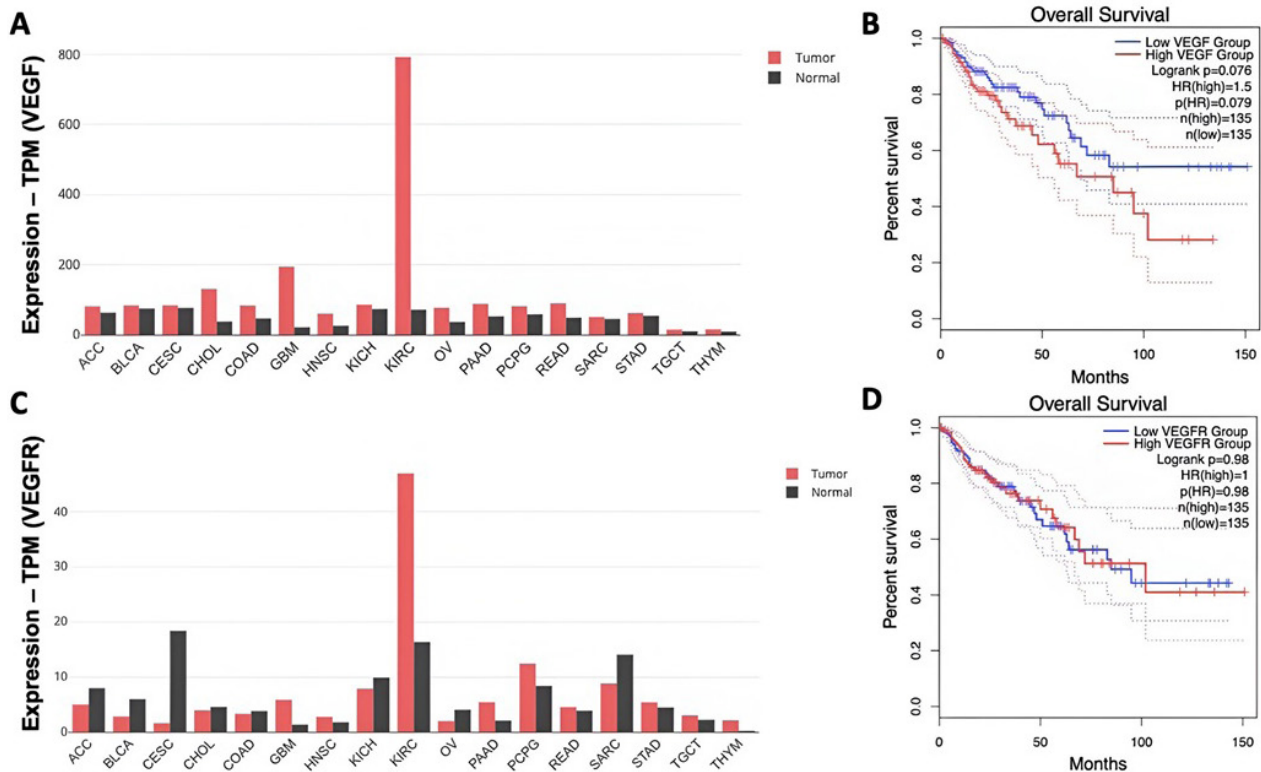 A
Expression – TPM (VEGF)
800
600
400
200
0
Tumor
Normal
ACC
BLCA
CESC
CHOL
COAD
GBM
HNSC
KICH
KIRC
OV
PAAD
PCPG
READ
SARC
STAD
TGCT
THYM
B
Overall Survival
Low VEGF Group
High VEGF Group
Logrank p=0.076
HR(high)=1.5
p(HR)=0.079
n(high)=135
n(low)=135
Percent survival
1.0
0.8
0.6
0.4
0.2
0.0
0
50
100
150
Months
C
Expression – TPM (VEGFR)
40
30
20
10
0
Tumor
Normal
ACC
BLCA
CESC
CHOL
COAD
GBM
HNSC
KICH
KIRC
OV
PAAD
PCPG
READ
SARC
STAD
TGCT
THYM
D
Overall Survival
Low VEGFR Group
High VEGFR Group
Logrank p=0.98
HR(high)=1
p(HR)=0.98
n(high)=135
n(low)=135
Percent survival
1.0
0.8
0.6
0.4
0.2
0.0
0
50
100
150
Months